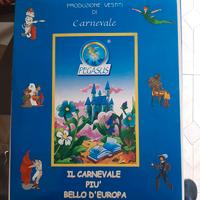 PRODUZIONE VESTITI
DI
Carnevale
PEGASUS
IL CARNEVALE
PIU'
BELLO D'EUROPA